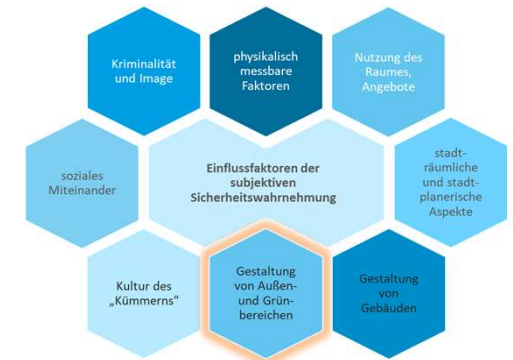 Kriminalität
und Image
physikalisch
messbare
Faktoren
Nutzung des
Raumes,
Angebote
soziales
Miteinander
Einflussfaktoren der
subjektiven
Sicherheitswahrnehmung
stadt-
räumliche
und stadt-
planerische
Aspekte
Kultur des
„Kümmerns“
Gestaltung
von Außen-
und Grün-
bereichen
Gestaltung
von
Gebäuden